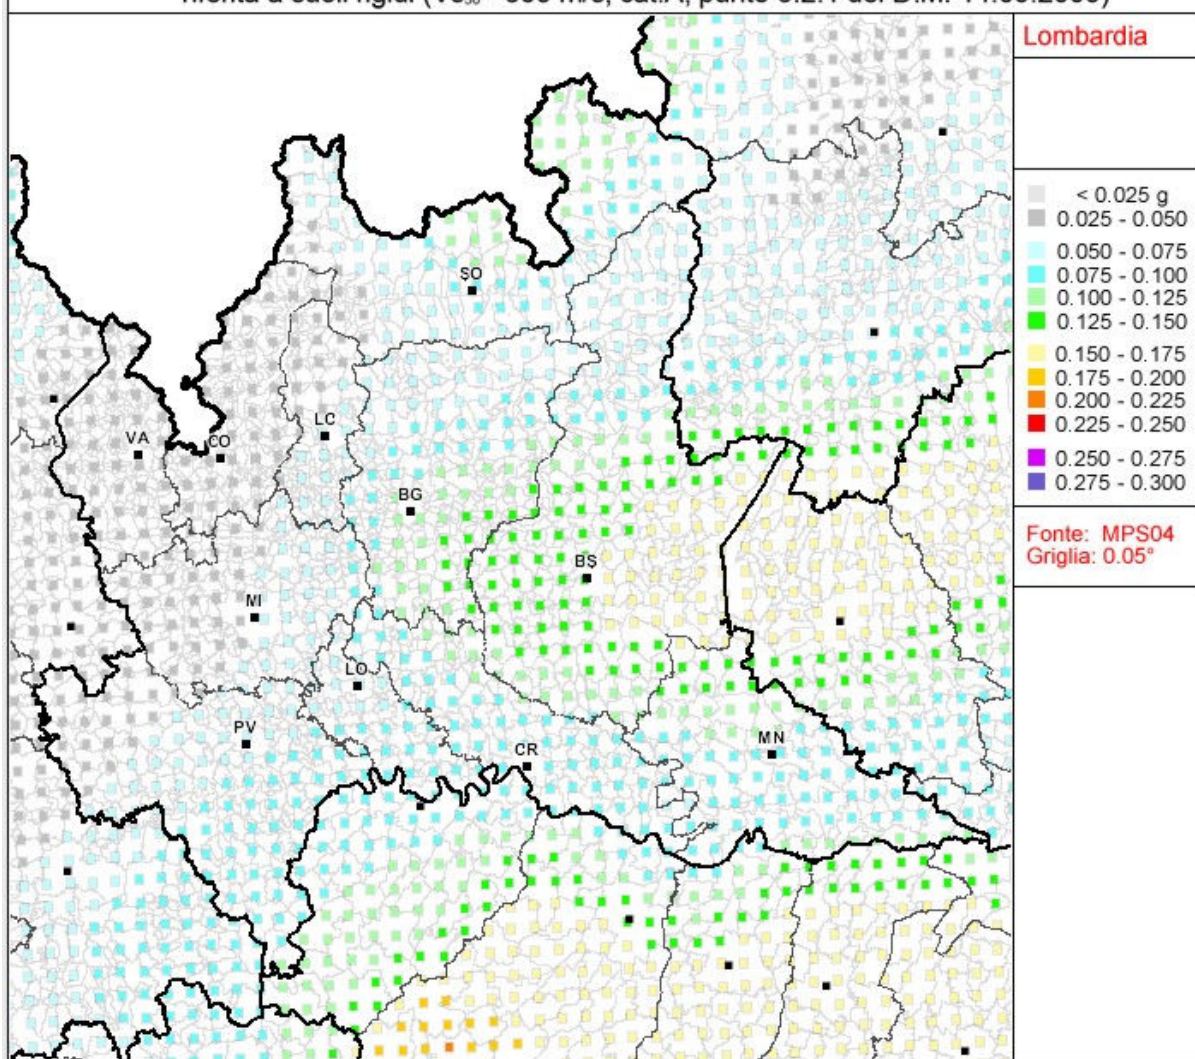 Lombardia
< 0.025 g
0.025 - 0.050
0.050 - 0.075
0.075 - 0.100
0.100 - 0.125
0.125 - 0.150
0.150 - 0.175
0.175 - 0.200
0.200 - 0.225
0.225 - 0.250
0.250 - 0.275
0.275 - 0.300
Fonte: MPS04
Griglia: 0.05°
SO
LC
VA
CO
BG
BS
MI
LO
PV
CR
MN